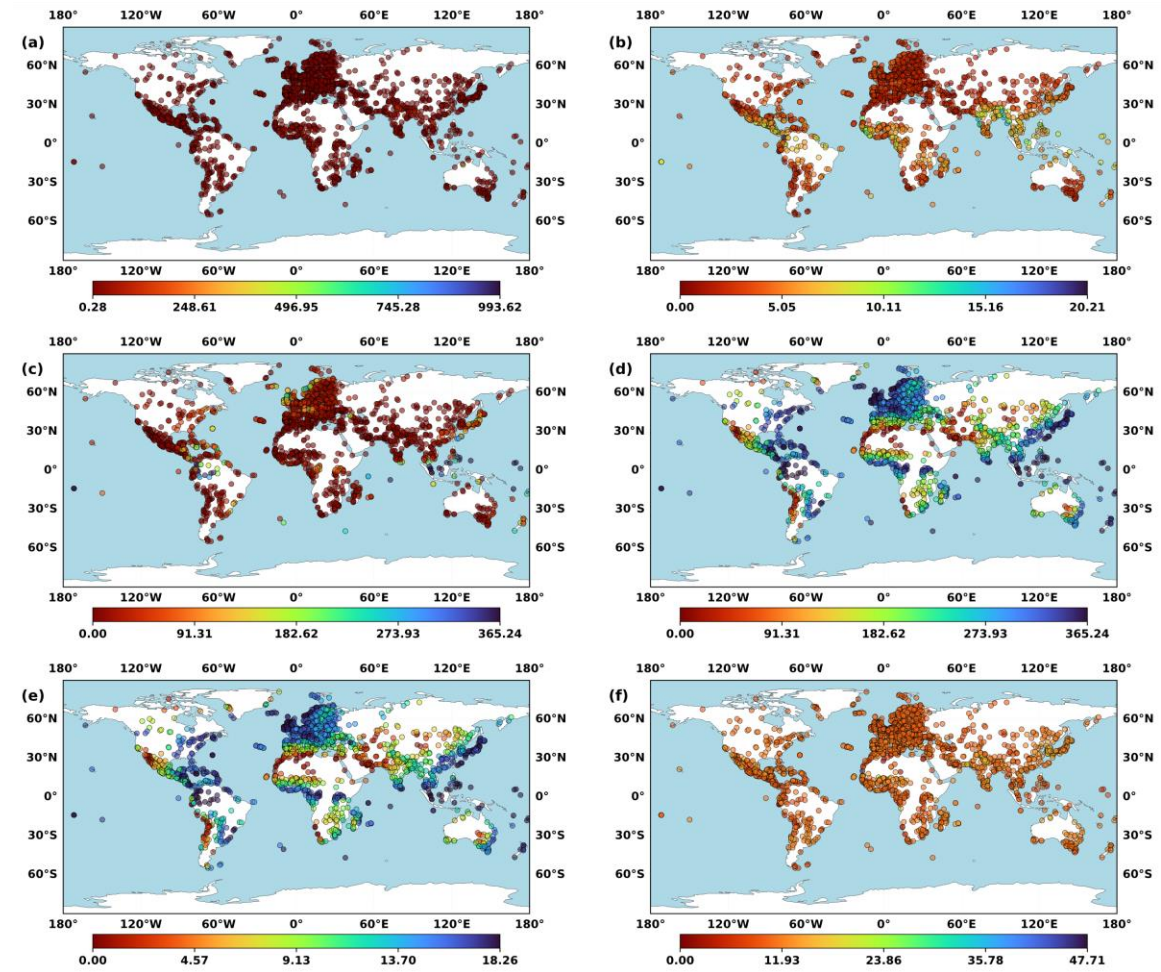 180° 120°W 60°W 0° 60°E 120°E 180° 180° 120°W 60°W 0° 60°E 120°E 180°
(a) (b)
60°N 60°N 60°N 60°N
30°N 30°N 30°N 30°N
0° 0° 0° 0°
30°S 30°S 30°S 30°S
60°S 60°S 60°S 60°S
180° 120°W 60°W 0° 60°E 120°E 180° 180° 120°W 60°W 0° 60°E 120°E 180°
0.28 248.61 496.95 745.28 993.62 0.00 5.05 10.11 15.16 20.21
180° 120°W 60°W 0° 60°E 120°E 180° 180° 120°W 60°W 0° 60°E 120°E 180°
(c) (d)
60°N 60°N 60°N 60°N
30°N 30°N 30°N 30°N
0° 0° 0° 0°
30°S 30°S 30°S 30°S
60°S 60°S 60°S 60°S
180° 120°W 60°W 0° 60°E 120°E 180° 180° 120°W 60°W 0° 60°E 120°E 180°
0.00 91.31 182.62 273.93 365.24 0.00 91.31 182.62 273.93 365.24
180° 120°W 60°W 0° 60°E 120°E 180° 180° 120°W 60°W 0° 60°E 120°E 180°
(e) (f)
60°N 60°N 60°N 60°N
30°N 30°N 30°N 30°N
0° 0° 0° 0°
30°S 30°S 30°S 30°S
60°S 60°S 60°S 60°S
180° 120°W 60°W 0° 60°E 120°E 180° 180° 120°W 60°W 0° 60°E 120°E 180°
0.00 4.57 9.13 13.70 18.26 0.00 11.93 23.86 35.78 47.71